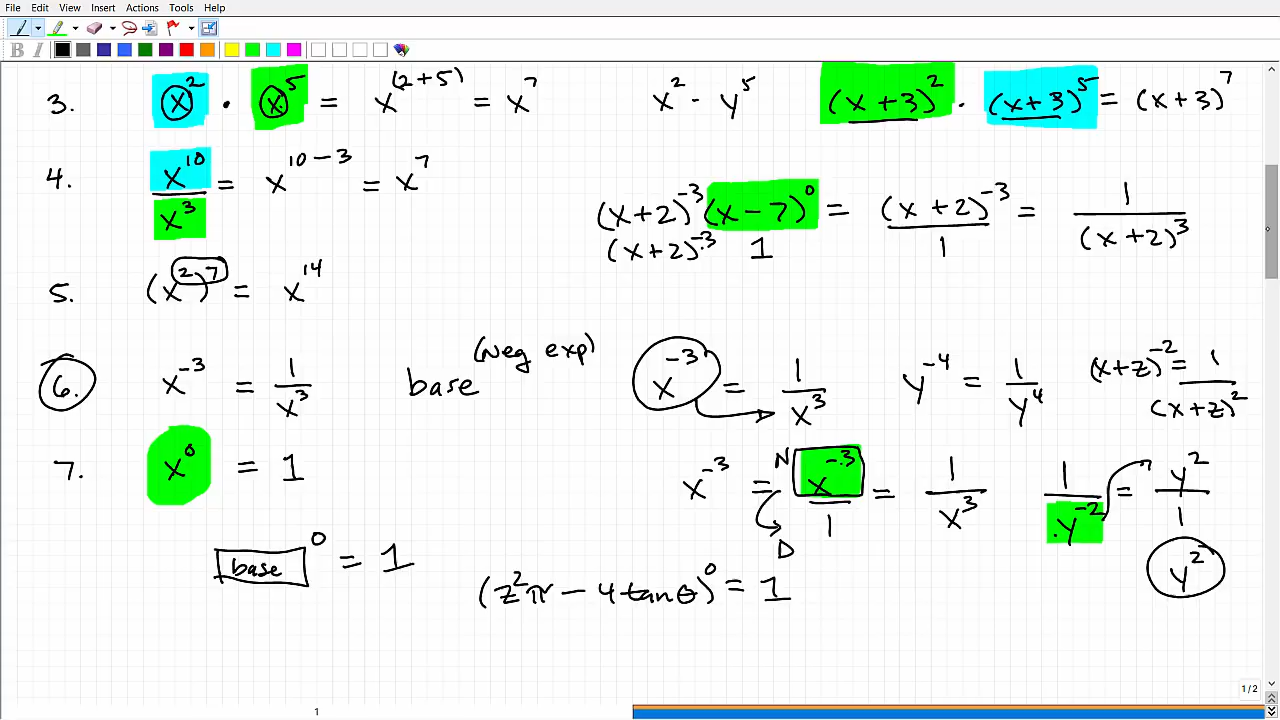 File Edit View Insert Actions Tools Help
B I
3. x² · x⁵ = x^(2+5) = x⁷ x² - y⁵ (x+3)² · (x+3)⁵ = (x+3)⁷
4. x¹⁰/x³ = x^(10-3) = x⁷
(x+2)⁻³ (x-7)⁰ = (x+2)⁻³/1 = 1/(x+2)³
(x+2)⁻³ 1
5. (x²)⁷ = x¹⁴
6. x⁻³ = 1/x³ base^(Neg exp) x⁻³ = 1/x³ y⁻⁴ = 1/y⁴ (x+z)⁻² = 1/(x+z)²
7. x⁰ = 1 x⁻³ = N x⁻³/1 D = 1/x³ 1/y⁻² = y²/1
y²
base⁰ = 1 (z²π - 4tanθ)⁰ = 1
1/2
1